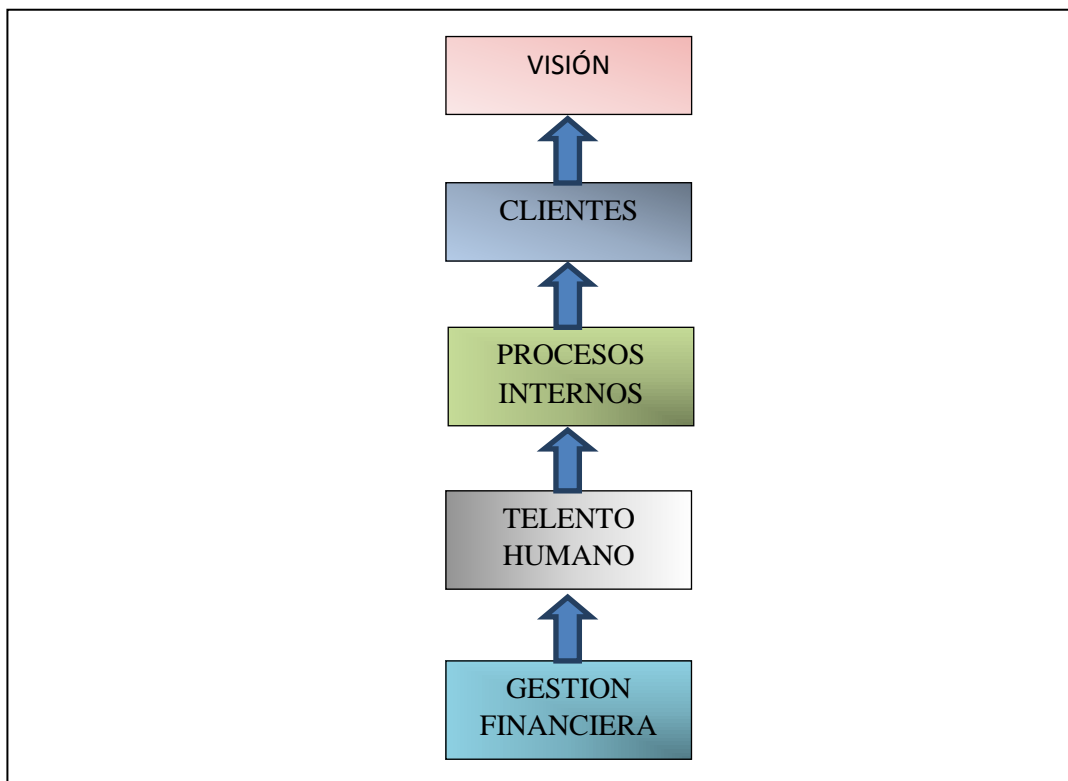 VISIÓN
CLIENTES
PROCESOS
INTERNOS
TELENTO
HUMANO
GESTION
FINANCIERA